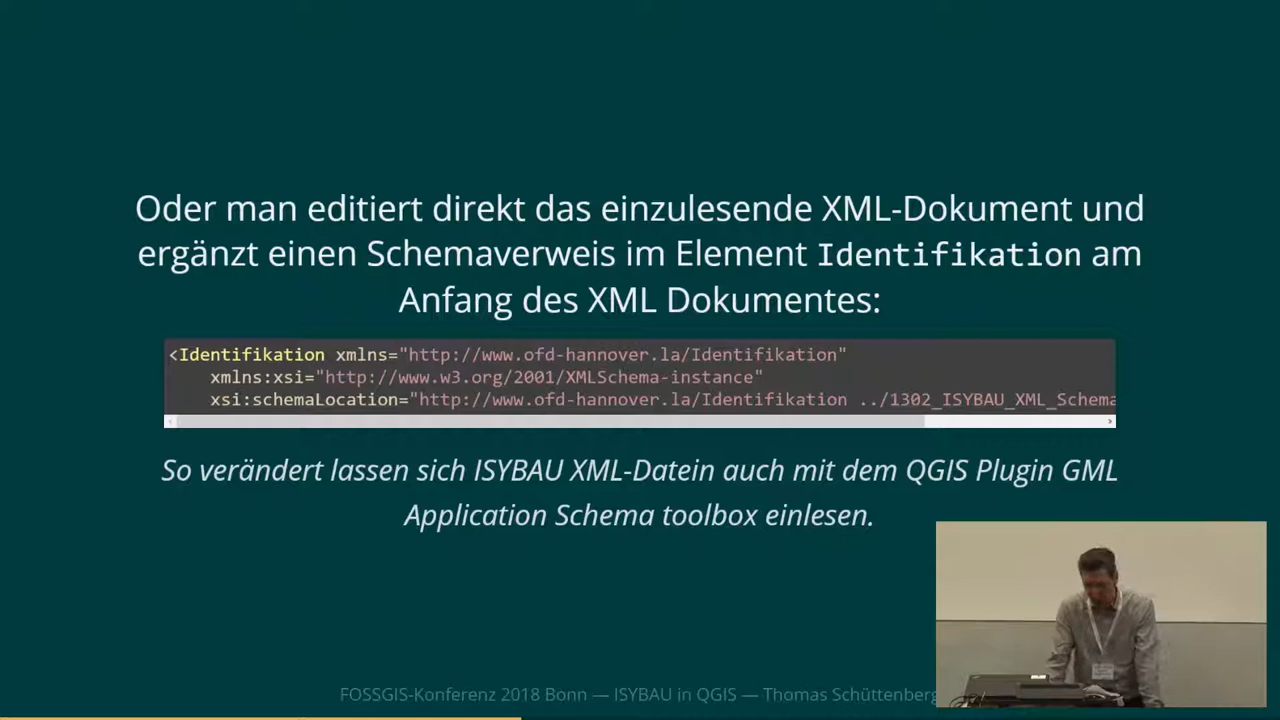 Oder man editiert direkt das einzulesende XML-Dokument und
ergänzt einen Schemaverweis im Element Identifikation am
Anfang des XML Dokumentes:
<Identifikation xmlns="http://www.ofd-hannover.la/Identifikation"
xmlns:xsi="http://www.w3.org/2001/XMLSchema-instance"
xsi:schemaLocation="http://www.ofd-hannover.la/Identifikation ../1302_ISYBAU_XML_Schema
So verändert lassen sich ISYBAU XML-Datein auch mit dem QGIS Plugin GML
Application Schema toolbox einlesen.
FOSSGIS-Konferenz 2018 Bonn — ISYBAU in QGIS — Thomas Schüttenberg